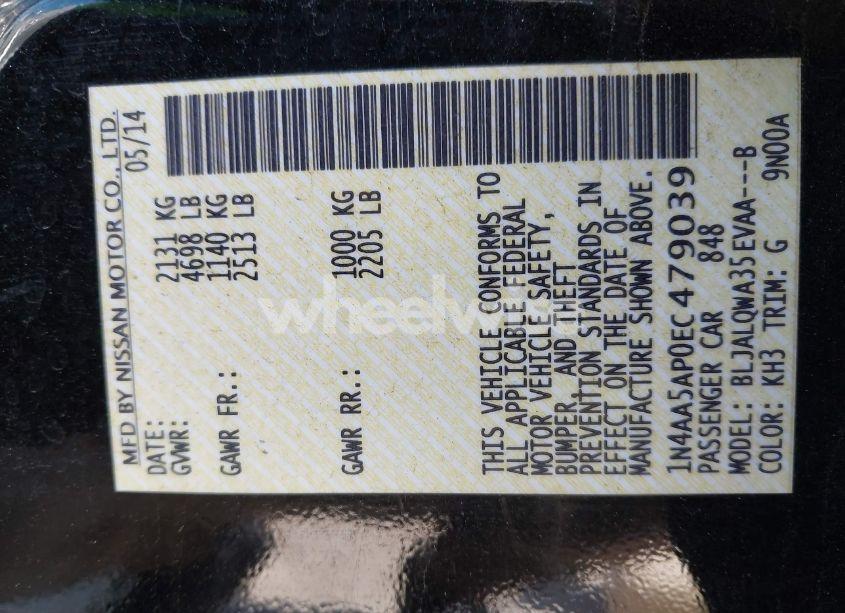 MFD BY NISSAN MOTOR CO., LTD.
DATE: 05/14
GVWR: 2131 KG
4698 LB
GAWR FR.: 1140 KG
2513 LB
GAWR RR.: 1000 KG
2205 LB
THIS VEHICLE CONFORMS TO
ALL APPLICABLE FEDERAL
MOTOR VEHICLE SAFETY,
BUMPER, AND THEFT
PREVENTION STANDARDS IN
EFFECT ON THE DATE OF
MANUFACTURE SHOWN ABOVE.
1N4AA5AP0EC479039
PASSENGER CAR 848
MODEL: BLJALQWA35EVAA---B
COLOR: KH3 TRIM: G 9N00A